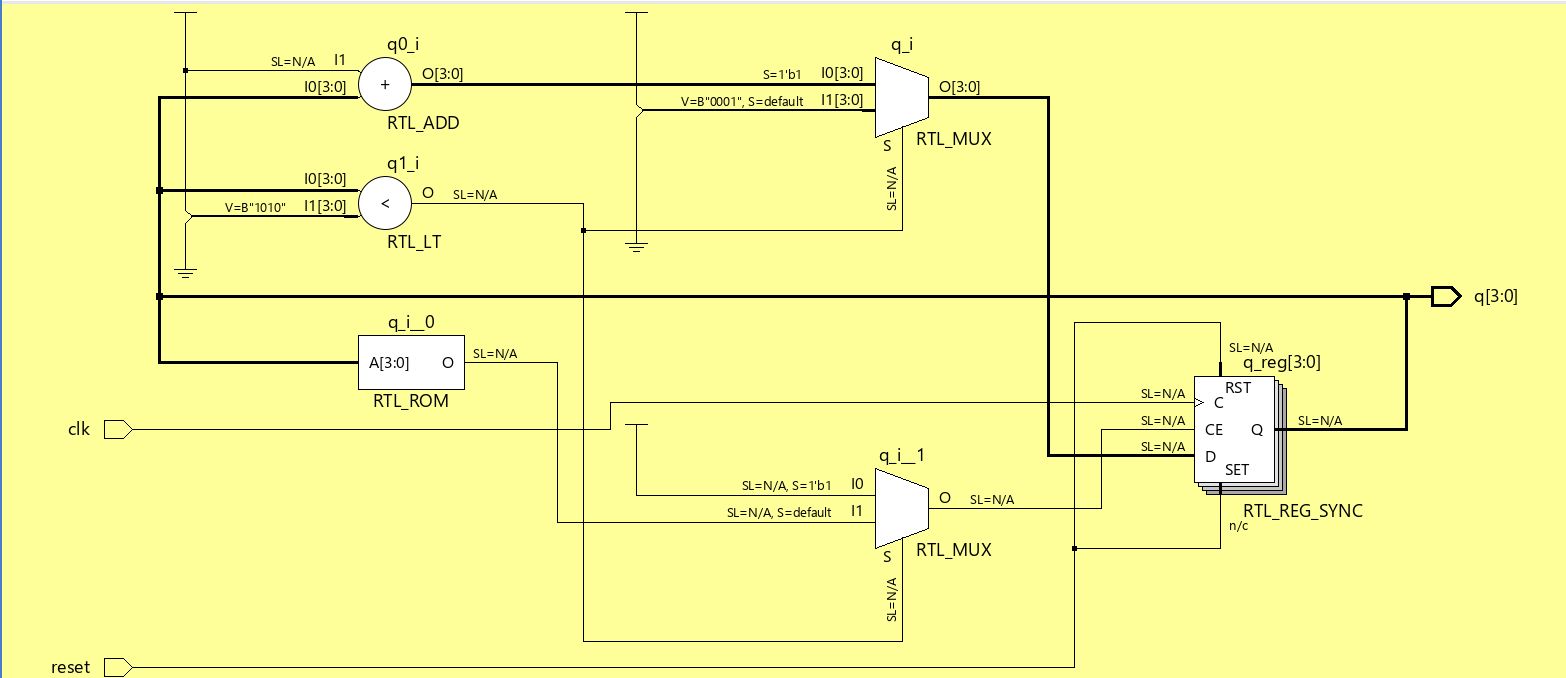 q0_i
SL=N/A I1
I0[3:0]
+
O[3:0]
RTL_ADD
q1_i
I0[3:0]
V=B"1010" I1[3:0]
<
O SL=N/A
RTL_LT
q_i
S=1'b1 I0[3:0]
V=B"0001", S=default I1[3:0]
O[3:0]
S
RTL_MUX
SL=N/A
q[3:0]
q_i__0
A[3:0] O
SL=N/A
RTL_ROM
clk
q_i__1
SL=N/A, S=1'b1 I0
SL=N/A, S=default I1
O SL=N/A
S
RTL_MUX
SL=N/A
SL=N/A
q_reg[3:0]
RST
SL=N/A C
SL=N/A CE Q SL=N/A
SL=N/A D
SET
RTL_REG_SYNC
n/c
reset